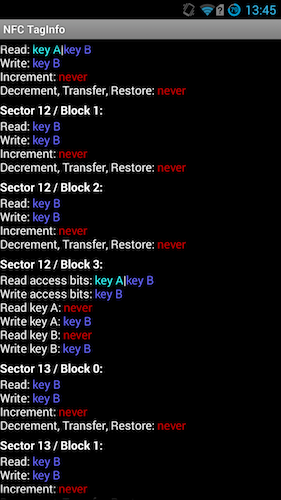 13:45
NFC TagInfo
Read: key A|key B
Write: key B
Increment: never
Decrement, Transfer, Restore: never
Sector 12 / Block 1:
Read: key B
Write: key B
Increment: never
Decrement, Transfer, Restore: never
Sector 12 / Block 2:
Read: key B
Write: key B
Increment: never
Decrement, Transfer, Restore: never
Sector 12 / Block 3:
Read access bits: key A|key B
Write access bits: key B
Read key A: never
Write key A: key B
Read key B: never
Write key B: key B
Sector 13 / Block 0:
Read: key B
Write: key B
Increment: never
Decrement, Transfer, Restore: never
Sector 13 / Block 1:
Read: key B
Write: key B
Increment: never